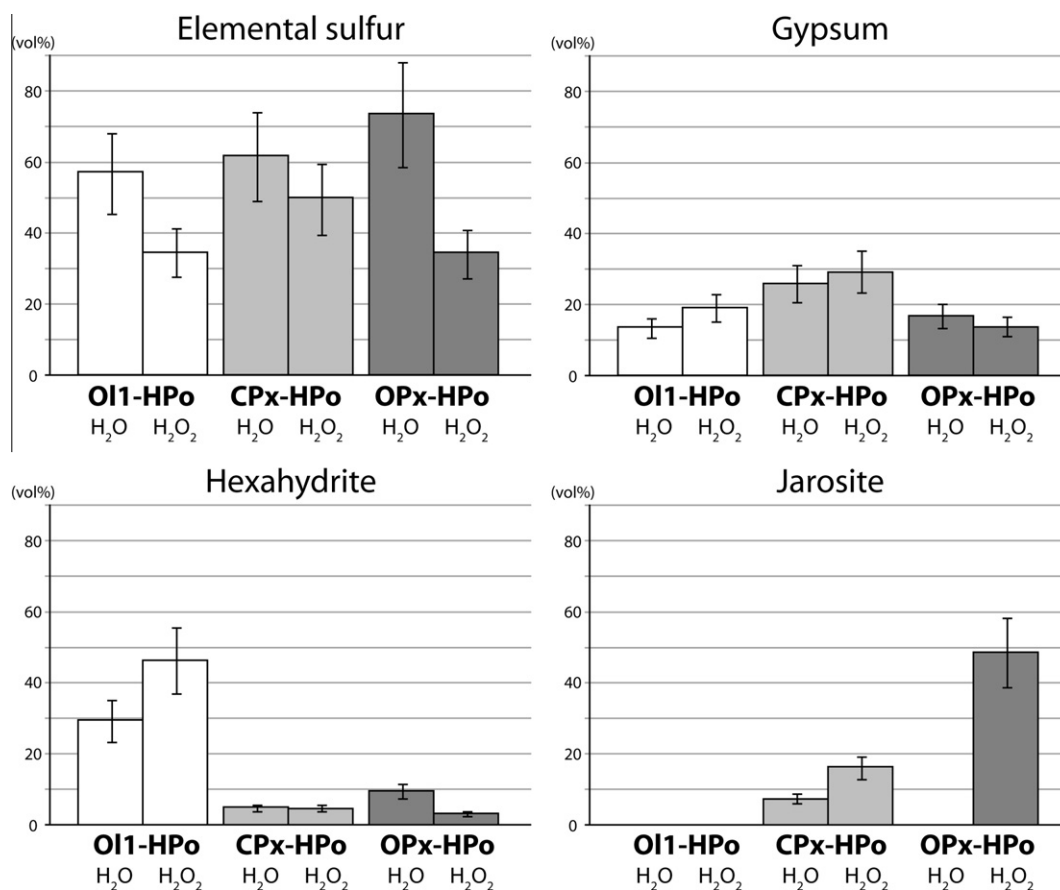 Elemental sulfur
(vol%)
80
60
40
20
0
Ol1-HPo CPx-HPo OPx-HPo
H₂O H₂O₂ H₂O H₂O₂ H₂O H₂O₂
Gypsum
(vol%)
80
60
40
20
0
Ol1-HPo CPx-HPo OPx-HPo
H₂O H₂O₂ H₂O H₂O₂ H₂O H₂O₂
Hexahydrite
(vol%)
80
60
40
20
0
Ol1-HPo CPx-HPo OPx-HPo
H₂O H₂O₂ H₂O H₂O₂ H₂O H₂O₂
Jarosite
(vol%)
80
60
40
20
0
Ol1-HPo CPx-HPo OPx-HPo
H₂O H₂O₂ H₂O H₂O₂ H₂O H₂O₂